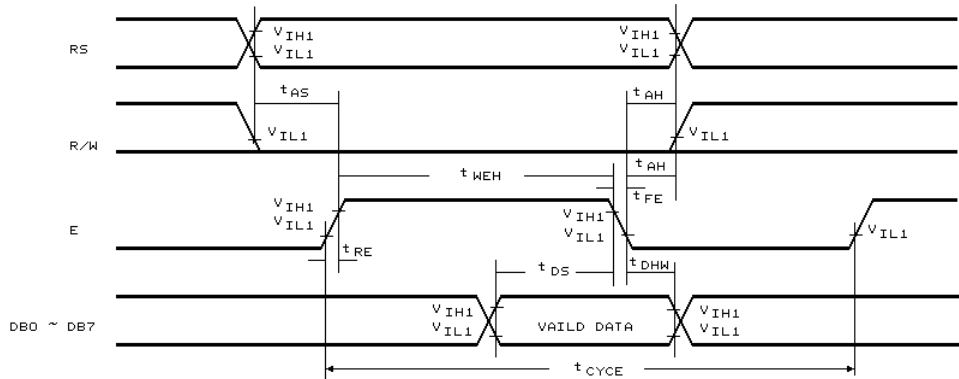 RS
VIH1
VIL1
VIH1
VIL1
tAS
tAH
R/W
VIL1
VIL1
tAH
tWEH
tFE
E
VIH1
VIL1
VIH1
VIL1
VIL1
tRE
tDS
tDHW
DB0 ~ DB7
VIH1
VIL1
VAILD DATA
VIH1
VIL1
tCYCE